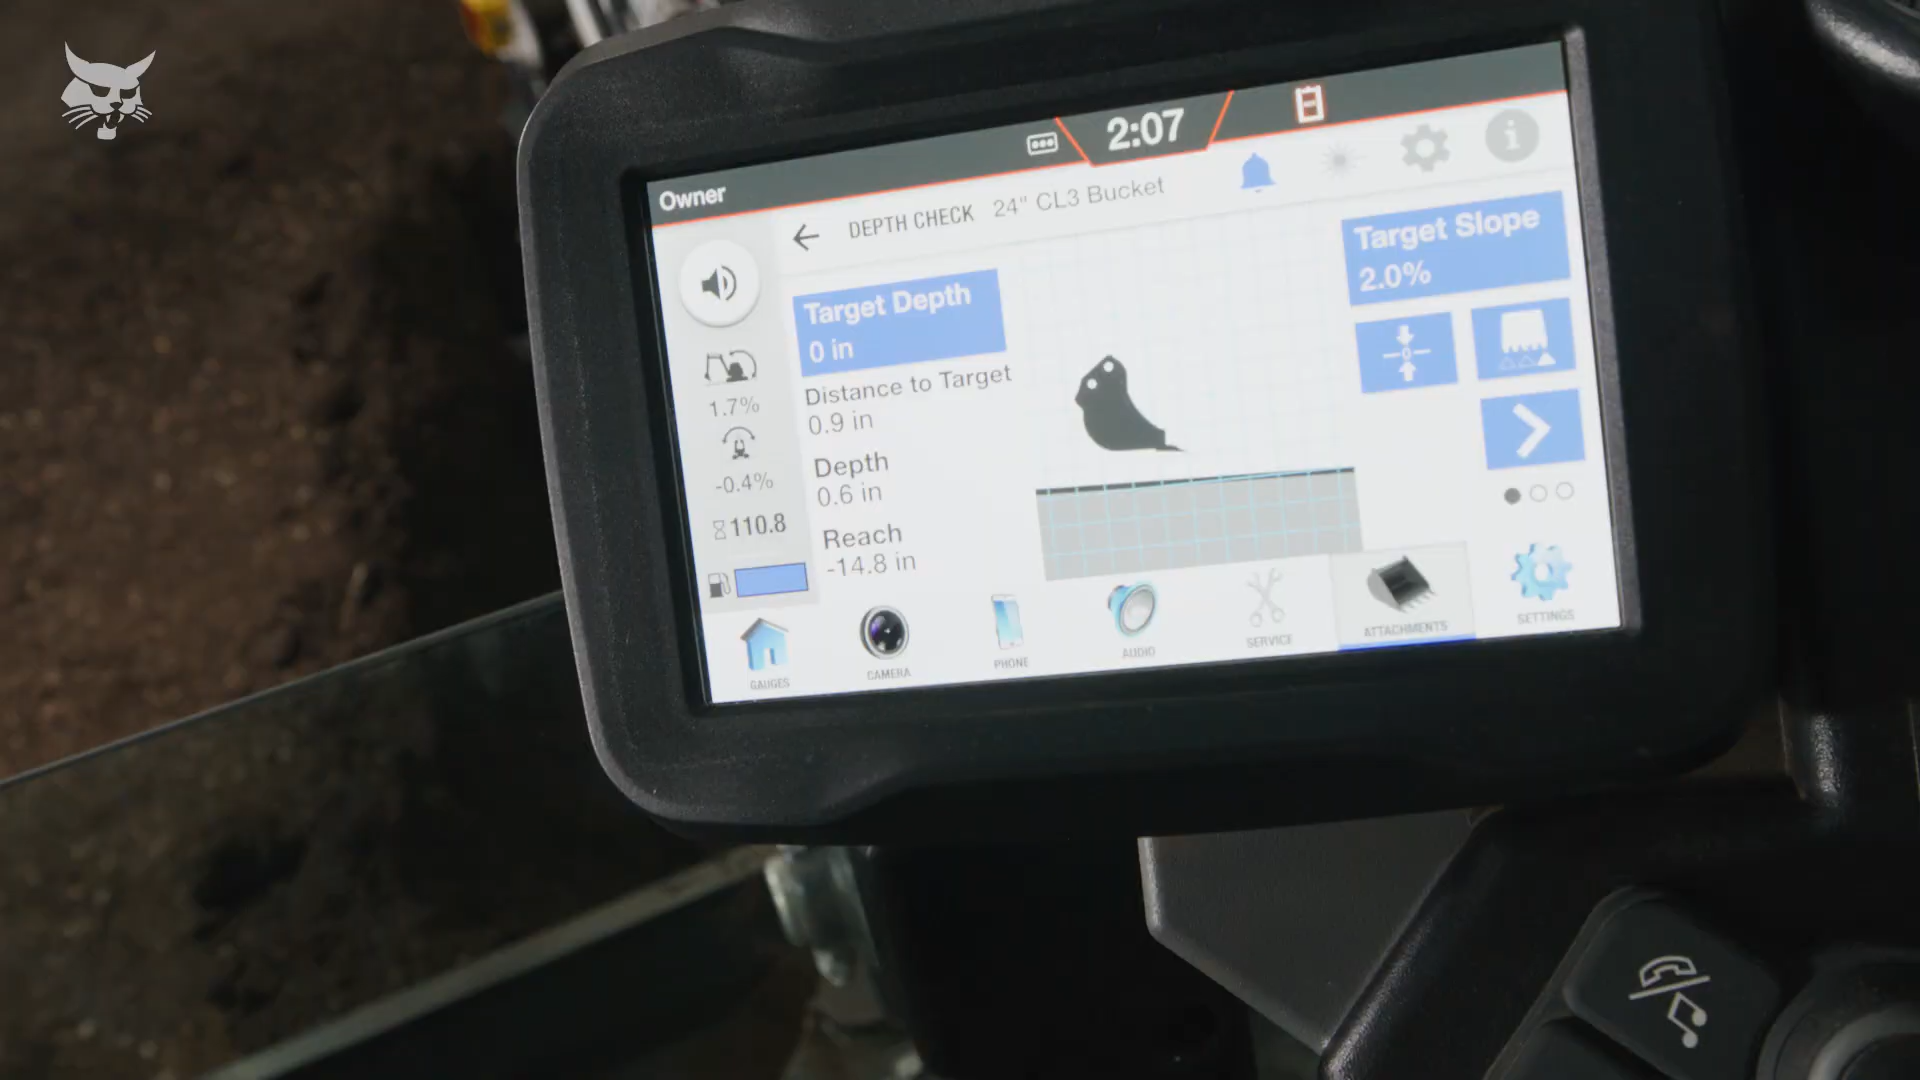 2:07
Owner
DEPTH CHECK 24" CL3 Bucket
Target Slope
2.0%
Target Depth
0 in
Distance to Target
0.9 in
1.7%
Depth
0.6 in
-0.4%
Reach
-14.8 in
110.8
GAUGES
CAMERA
PHONE
AUDIO
SERVICE
ATTACHMENTS
SETTINGS